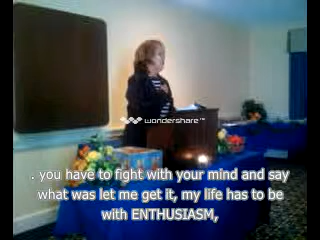 wondershare™
. you have to fight with your mind and say
what was let me get it, my life has to be
with ENTHUSIASM,